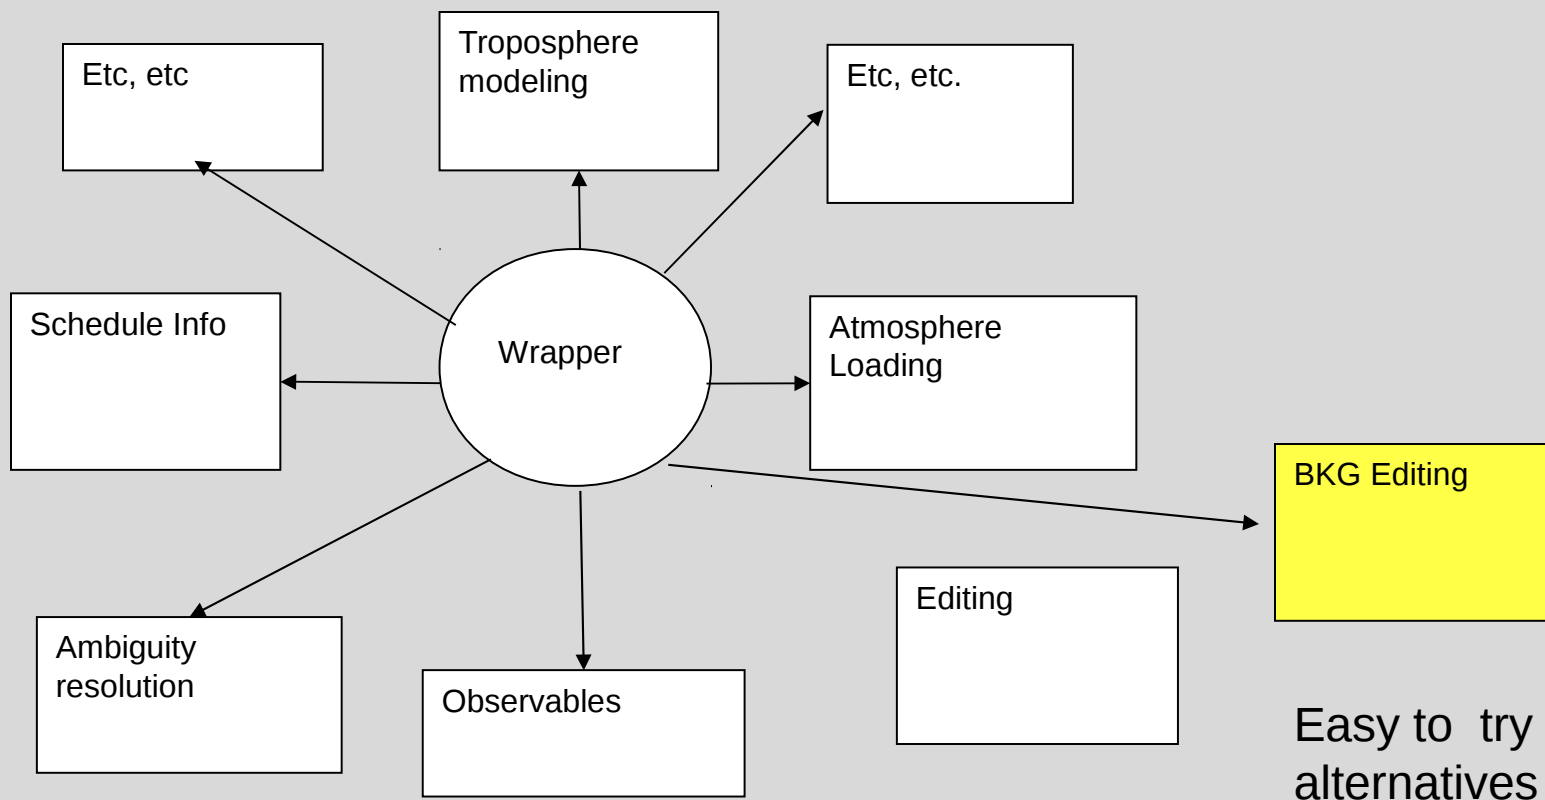 Etc, etc
Troposphere
modeling
Etc, etc.
Schedule Info
Wrapper
Atmosphere
Loading
BKG Editing
Editing
Ambiguity
resolution
Observables
Easy to  try
alternatives